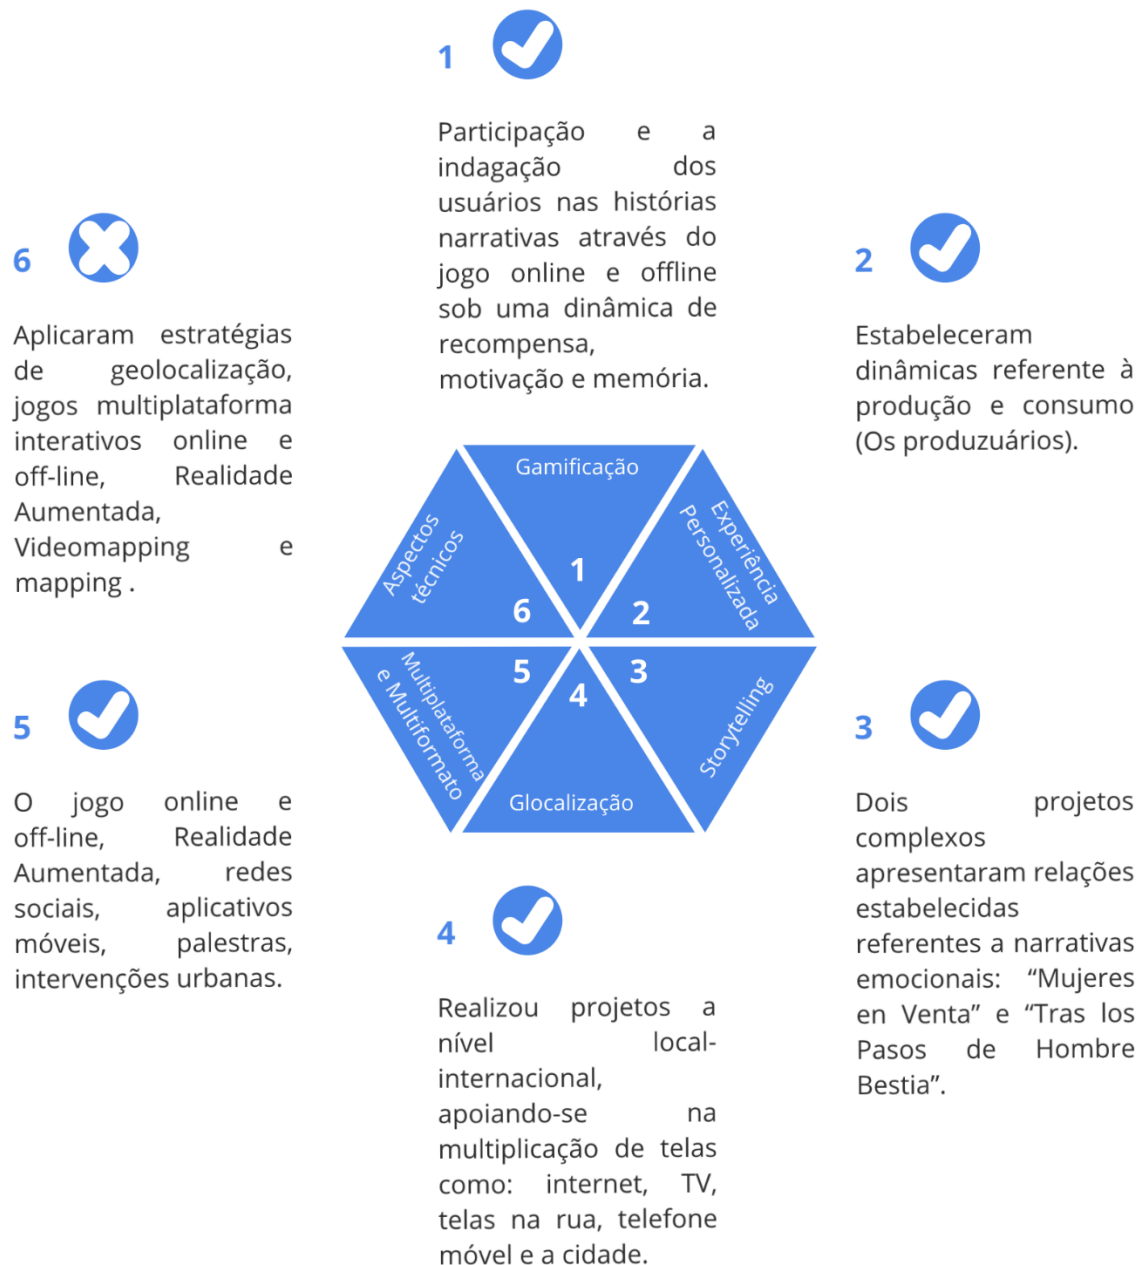 1
Participação e a
indagação dos
usuários nas histórias
narrativas através do
jogo online e offline
sob uma dinâmica de
recompensa,
motivação e memória.
2
Estabeleceram
dinâmicas referente à
produção e consumo
(Os produzuários).
3
Dois projetos
complexos
apresentaram relações
estabelecidas
referentes a narrativas
emocionais: “Mujeres
en Venta” e “Tras los
Pasos de Hombre
Bestia”.
4
Realizou projetos a
nível local-
internacional,
apoiando-se na
multiplicação de telas
como: internet, TV,
telas na rua, telefone
móvel e a cidade.
5
O jogo online e
off-line, Realidade
Aumentada, redes
sociais, aplicativos
móveis, palestras,
intervenções urbanas.
6
Aplicaram estratégias
de geolocalização,
jogos multiplataforma
interativos online e
off-line, Realidade
Aumentada,
Videomapping e
mapping .
Gamificação
1
Experiência
Personalizada
2
Storytelling
3
Glocalização
4
Multiplataforma
e Multiformato
5
Aspectos
técnicos
6